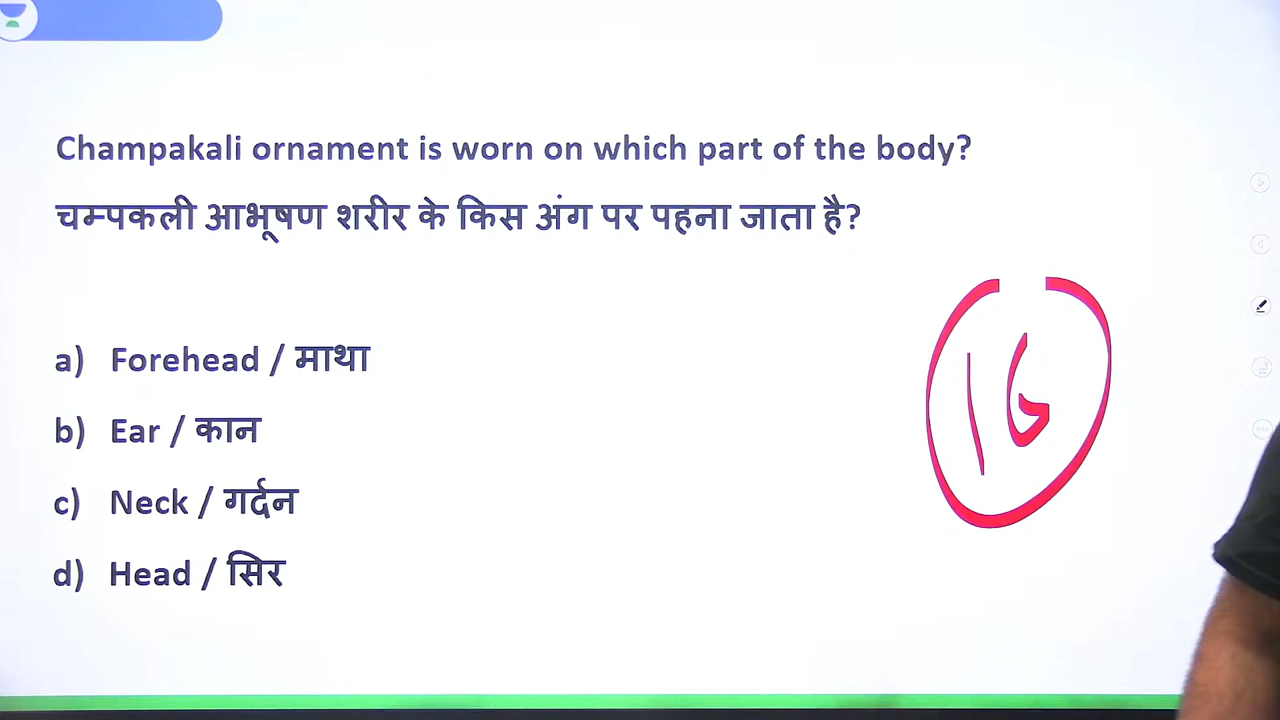 Champakali ornament is worn on which part of the body?
चम्पकली आभूषण शरीर के किस अंग पर पहना जाता है?
a) Forehead / माथा
b) Ear / कान
c) Neck / गर्दन
d) Head / सिर
16